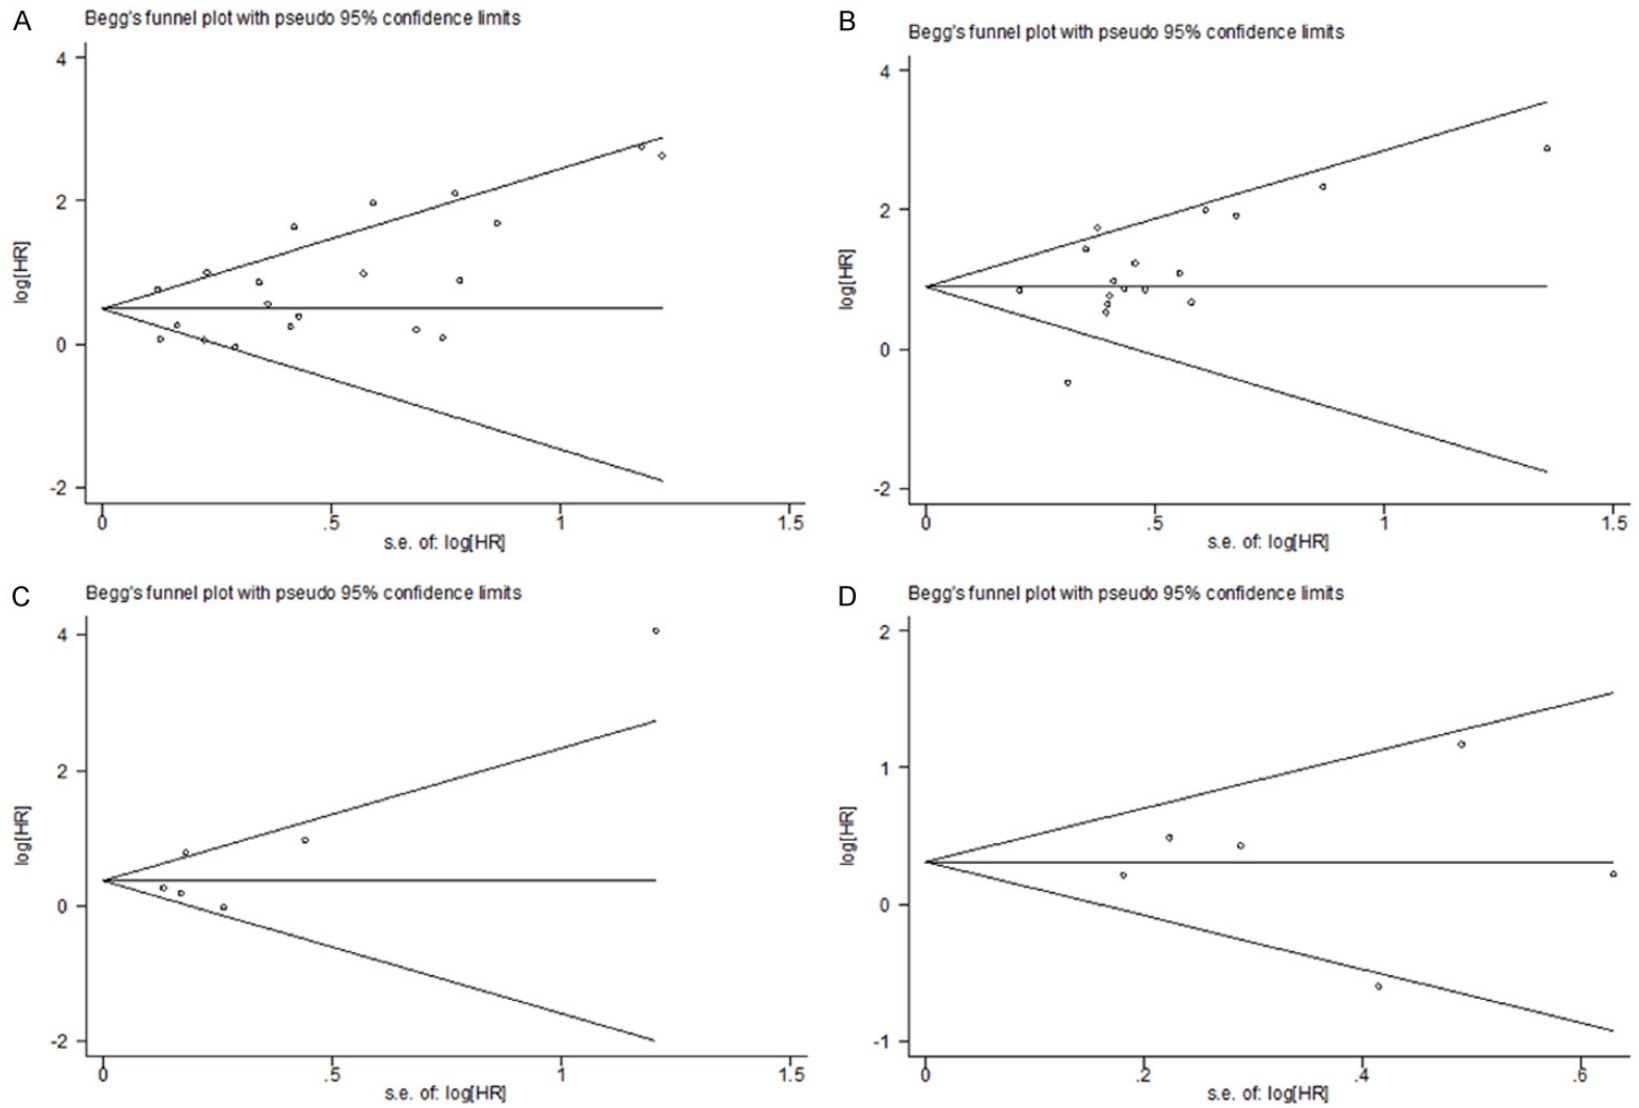 A
Begg's funnel plot with pseudo 95% confidence limits
4
2
0
-2
log[HR]
0 .5 1 1.5
s.e. of: log[HR]
B
Begg's funnel plot with pseudo 95% confidence limits
4
2
0
-2
log[HR]
0 .5 1 1.5
s.e. of: log[HR]
C
Begg's funnel plot with pseudo 95% confidence limits
4
2
0
-2
log[HR]
0 .5 1 1.5
s.e. of: log[HR]
D
Begg's funnel plot with pseudo 95% confidence limits
2
1
0
-1
log[HR]
0 .2 .4 .6
s.e. of: log[HR]